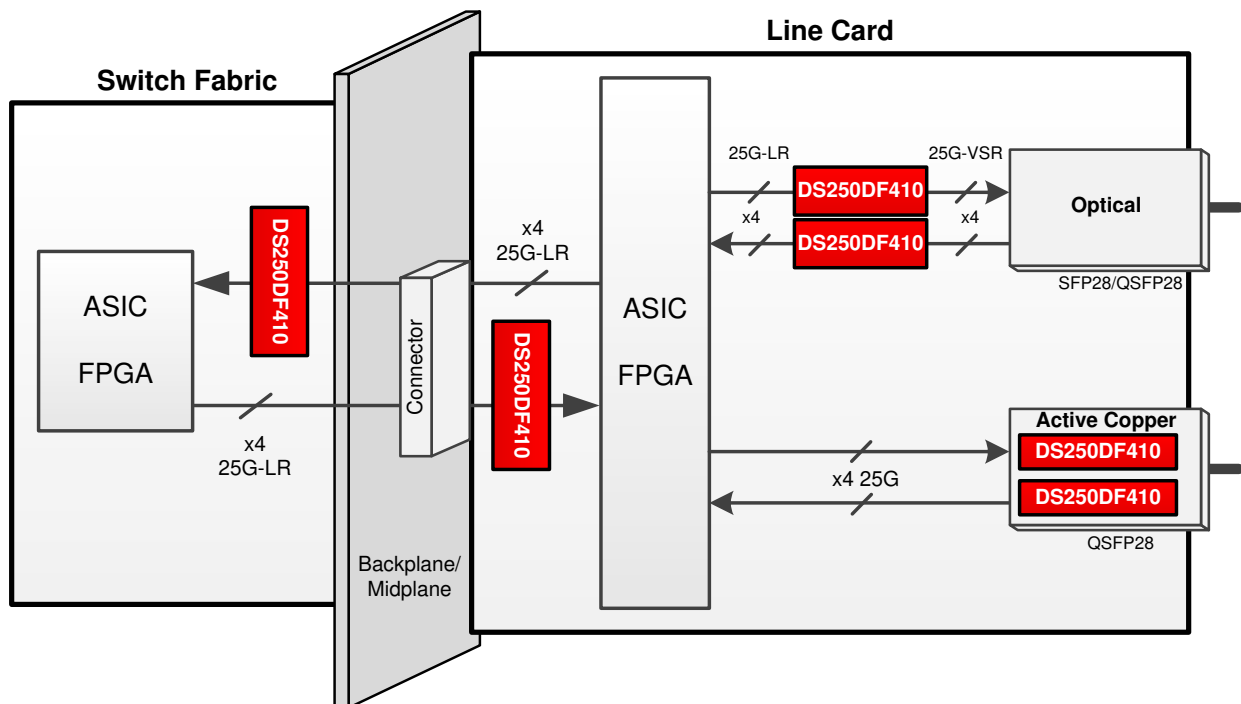 Line Card
Switch Fabric
25G-LR
25G-VSR
DS250DF410
x4
DS250DF410
x4
Optical
SFP28/QSFP28
DS250DF410
x4
25G-LR
ASIC
FPGA
Connector
DS250DF410
ASIC
FPGA
x4
25G-LR
Active Copper
DS250DF410
x4 25G
DS250DF410
QSFP28
Backplane/
Midplane